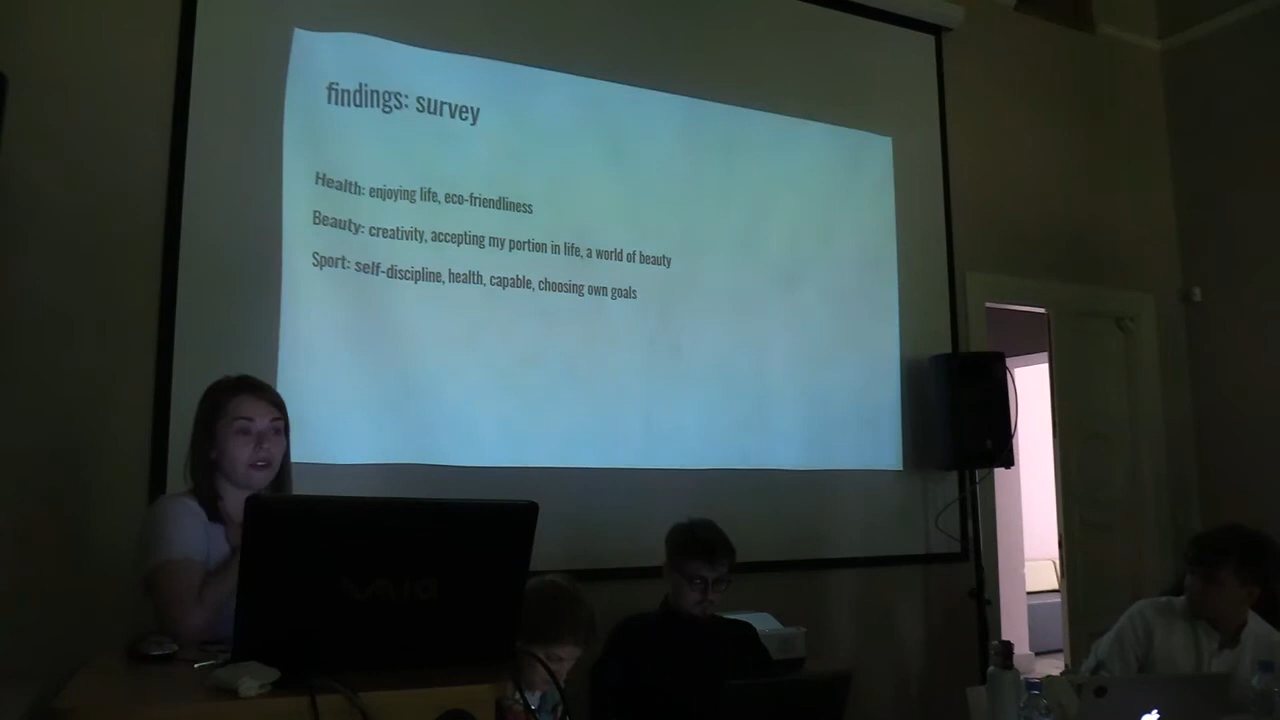 findings: survey
Health: enjoying life, eco-friendliness
Beauty: creativity, accepting my portion in life, a world of beauty
Sport: self-discipline, health, capable, choosing own goals
VAIO